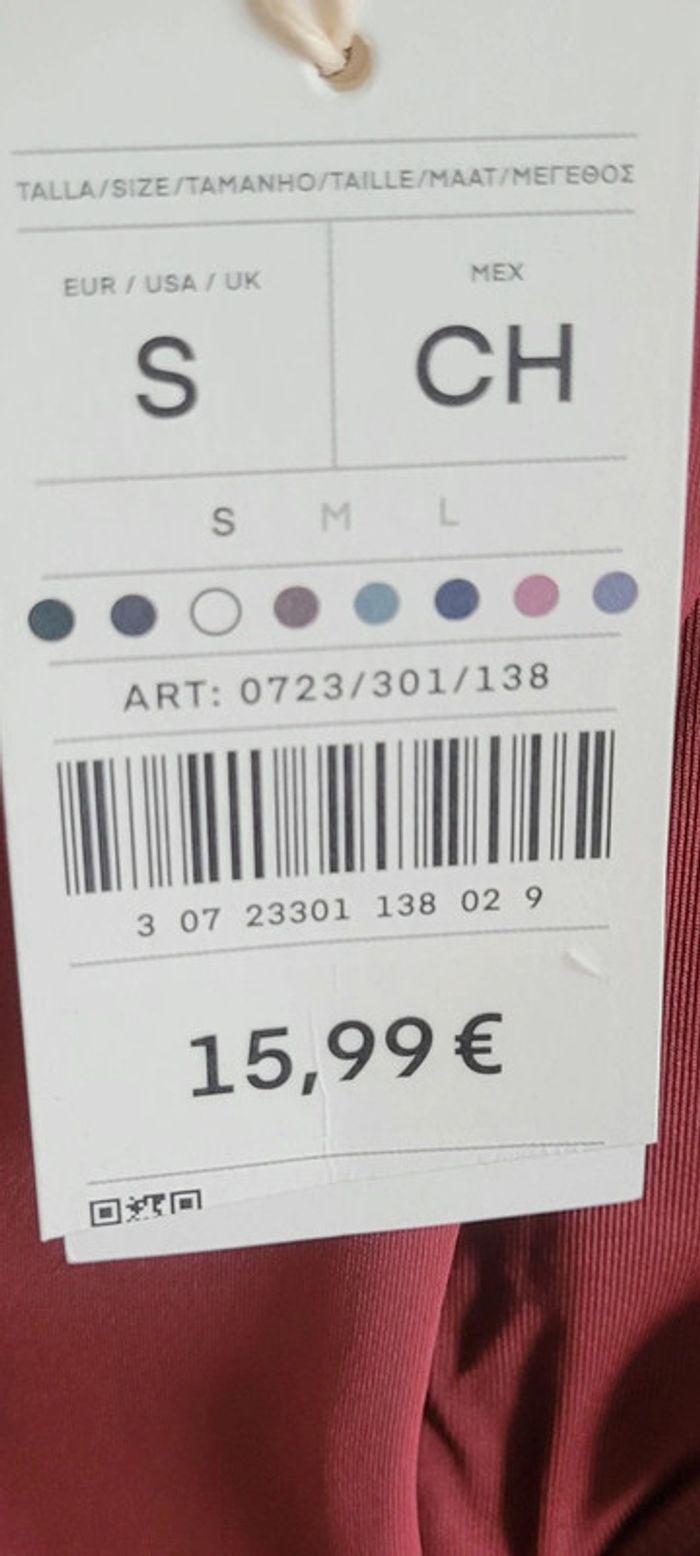 TALLA/SIZE/TAMANHO/TAILLE/MAAT/ΜΕΓΕΘΟΣ
EUR / USA / UK MEX
S CH
S M L
ART: 0723/301/138
3 07 23301 138 02 9
15,99 €